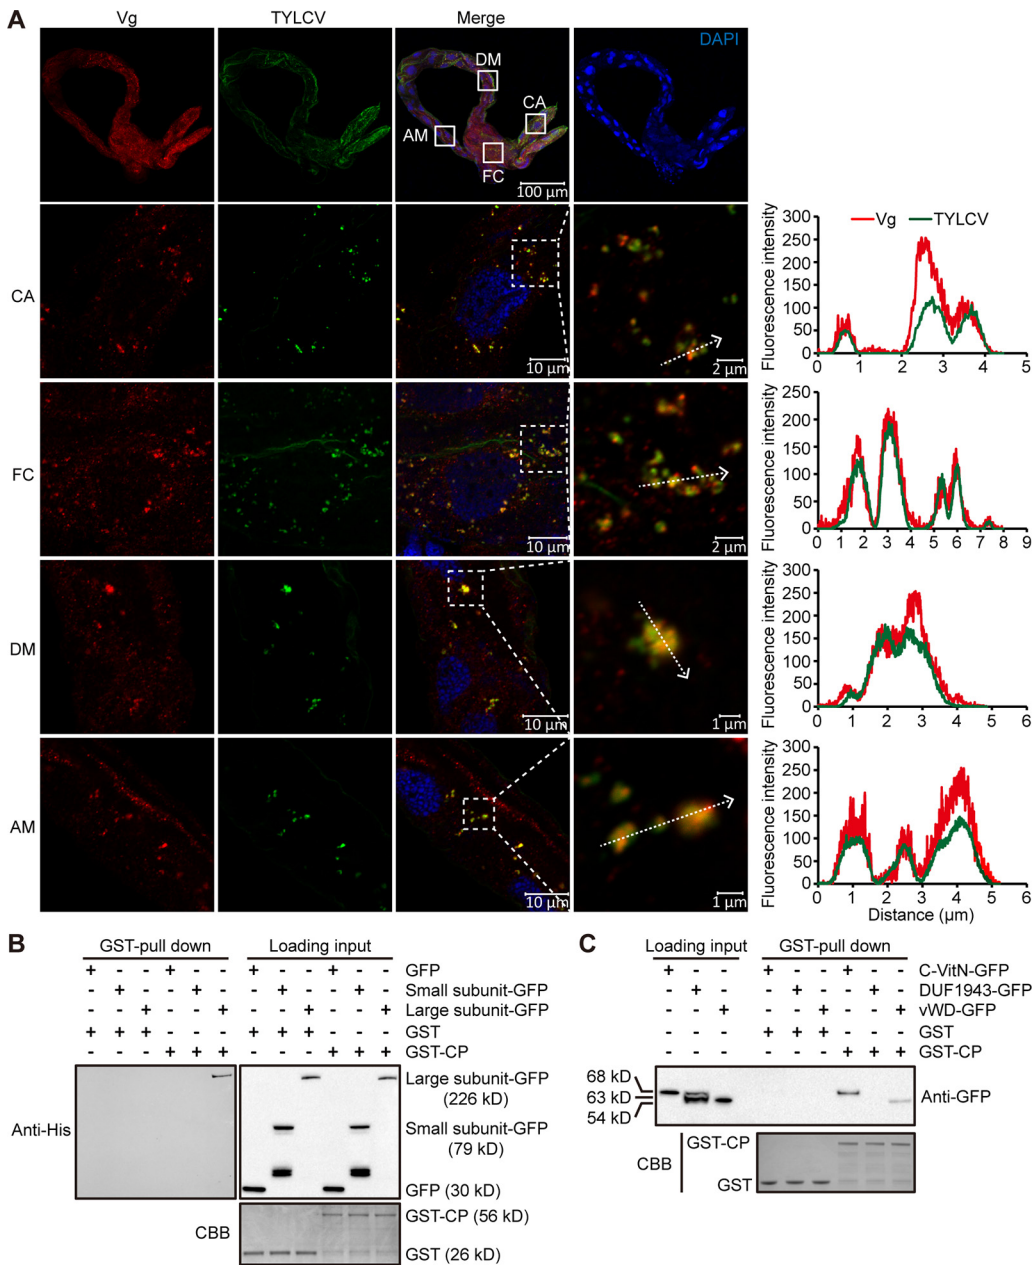 A
Vg TYLCV Merge
DAPI
DM
CA
AM
FC
100 µm
CA
10 µm 2 µm
Fluorescence intensity
300
250
200
150
100
50
0
Vg TYLCV
0 1 2 3 4 5
FC
10 µm 2 µm
Fluorescence intensity
250
200
150
100
50
0
0 1 2 3 4 5 6 7 8 9
DM
10 µm 1 µm
Fluorescence intensity
300
250
200
150
100
50
0
0 1 2 3 4 5 6
AM
10 µm 1 µm
Fluorescence intensity
300
250
200
150
100
50
0
0 1 2 3 4 5 6
Distance (µm)
B
GST-pull down Loading input
+ - - + - - + - - + - - GFP
- + - - + - - + - - + - Small subunit-GFP
- - + - - + - - + - - + Large subunit-GFP
+ + + - - - + + + - - - GST
- - - + + + - - - + + + GST-CP
Anti-His
Large subunit-GFP
(226 kD)
Small subunit-GFP
(79 kD)
GFP (30 kD)
CBB
GST-CP (56 kD)
GST (26 kD)
C
Loading input GST-pull down
+ - - + - - + - - C-VitN-GFP
- + - - + - - + - DUF1943-GFP
- - + - - + - - + vWD-GFP
- - - + + + - - - GST
- - - - - - + + + GST-CP
68 kD
63 kD
54 kD
Anti-GFP
CBB
GST-CP
GST